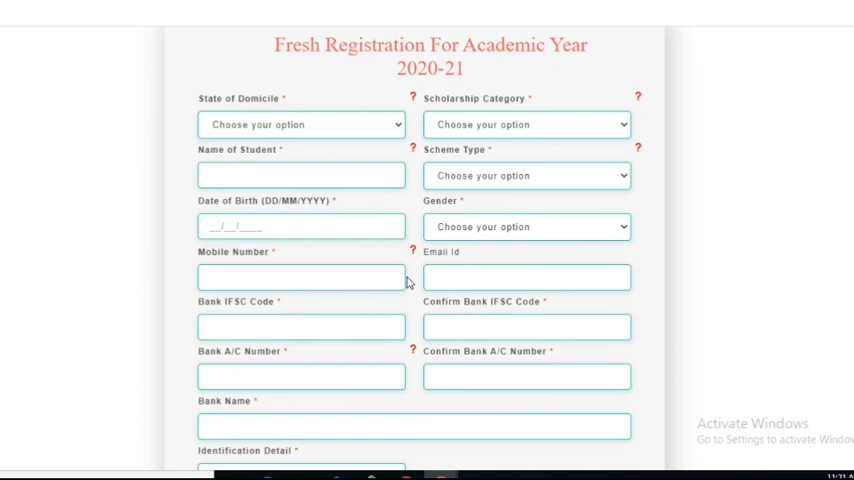 Fresh Registration For Academic Year
2020-21
State of Domicile * ? Scholarship Category * ?
Choose your option Choose your option
Name of Student * ? Scheme Type * ?
Choose your option
Date of Birth (DD/MM/YYYY) * Gender *
__/__/____ Choose your option
Mobile Number * ? Email Id
Bank IFSC Code * Confirm Bank IFSC Code *
Bank A/C Number * ? Confirm Bank A/C Number *
Bank Name *
Activate Windows
Go to Settings to activate
Identification Detail *